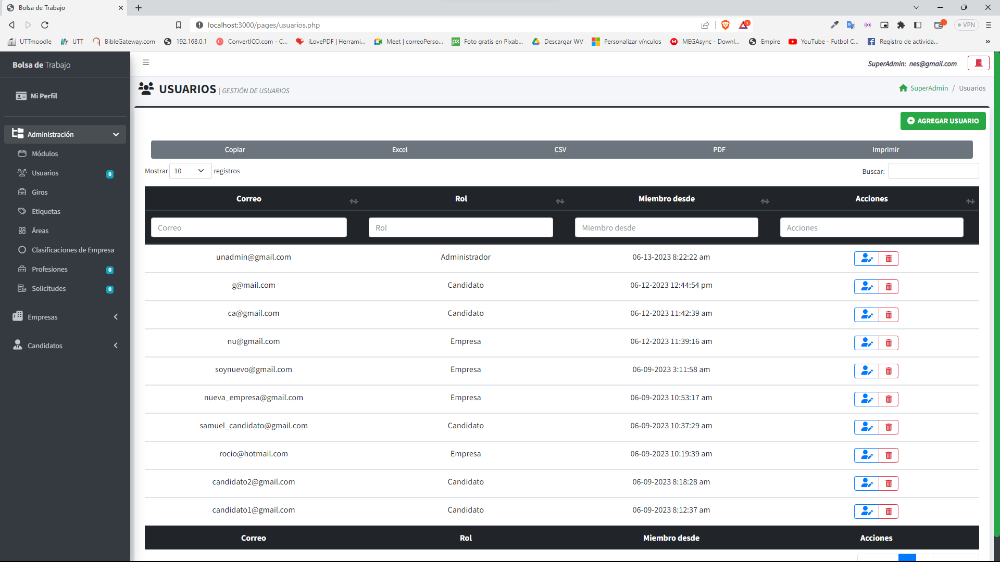 Bolsa de Trabajo
localhost:3000/pages/usuarios.php
1
VPN
UTTmoodle
UTT
BibleGateway.com
192.168.0.1
ConvertICO.com - C...
iLovePDF | Herrami...
Meet | correoPerso...
Foto gratis en Pixab...
Descargar WV
Personalizar vínculos
MEGAsync - Downl...
Empire
YouTube - Futbol C...
Registro de activida...
Bolsa de Trabajo
SuperAdmin: nes@gmail.com
Mi Perfil
USUARIOS | GESTIÓN DE USUARIOS
SuperAdmin / Usuarios
Administración
Módulos
Usuarios 0
Giros
Etiquetas
Áreas
Clasificaciones de Empresa
Profesiones 0
Solicitudes 0
Empresas
Candidatos
AGREGAR USUARIO
Copiar Excel CSV PDF Imprimir
Mostrar 10 registros
Buscar:
Correo Rol Miembro desde Acciones
Correo Rol Miembro desde Acciones
unadmin@gmail.com Administrador 06-13-2023 8:22:22 am
g@mail.com Candidato 06-12-2023 12:44:54 pm
ca@gmail.com Candidato 06-12-2023 11:42:39 am
nu@gmail.com Empresa 06-12-2023 11:39:16 am
soynuevo@gmail.com Empresa 06-09-2023 3:11:58 am
nueva_empresa@gmail.com Empresa 06-09-2023 10:53:17 am
samuel_candidato@gmail.com Candidato 06-09-2023 10:37:29 am
rocio@hotmail.com Empresa 06-09-2023 10:19:39 am
candidato2@gmail.com Candidato 06-09-2023 8:18:28 am
candidato1@gmail.com Candidato 06-09-2023 8:12:37 am
Correo Rol Miembro desde Acciones